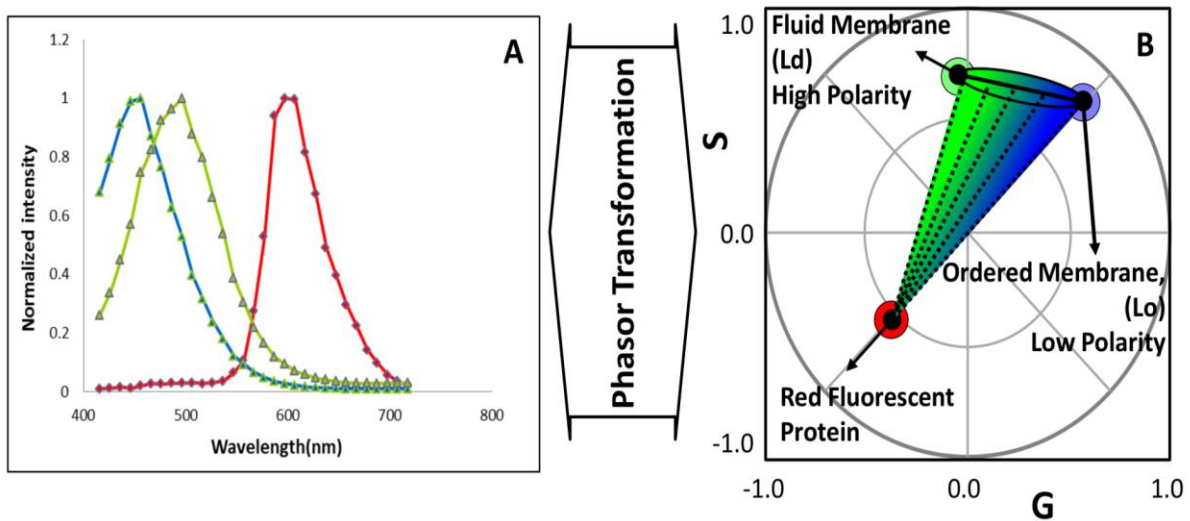 A
1.2
1
0.8
0.6
0.4
0.2
0
400
500
600
700
800
Normalized intensity
Wavelength(nm)
Phasor Transformation
B
1.0
0.0
-1.0
S
-1.0
0.0
1.0
G
Fluid Membrane
(Ld)
High Polarity
Ordered Membrane,
(Lo)
Low Polarity
Red Fluorescent
Protein